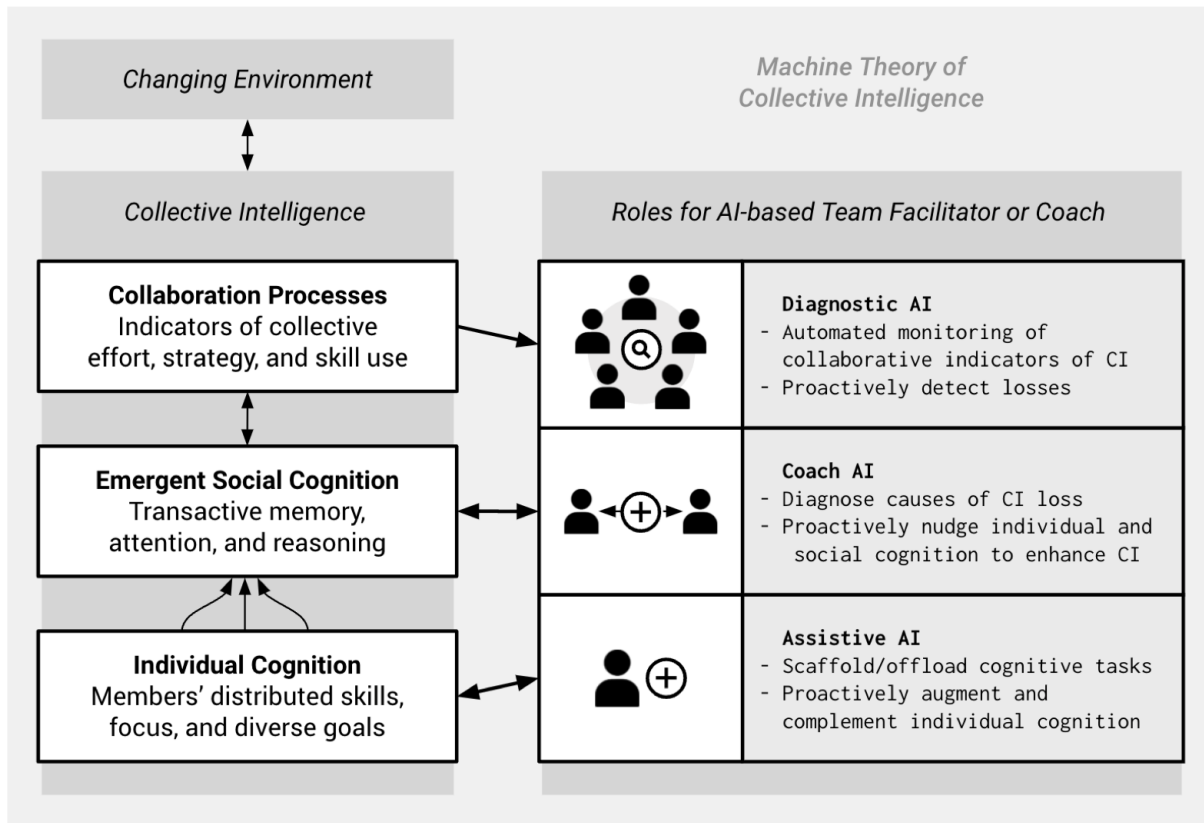 Changing Environment
Machine Theory of
Collective Intelligence
Collective Intelligence
Roles for AI-based Team Facilitator or Coach
Collaboration Processes
Indicators of collective
effort, strategy, and skill use
Diagnostic AI
- Automated monitoring of
collaborative indicators of CI
- Proactively detect losses
Emergent Social Cognition
Transactive memory,
attention, and reasoning
Coach AI
- Diagnose causes of CI loss
- Proactively nudge individual and
social cognition to enhance CI
Individual Cognition
Members’ distributed skills,
focus, and diverse goals
Assistive AI
- Scaffold/offload cognitive tasks
- Proactively augment and
complement individual cognition